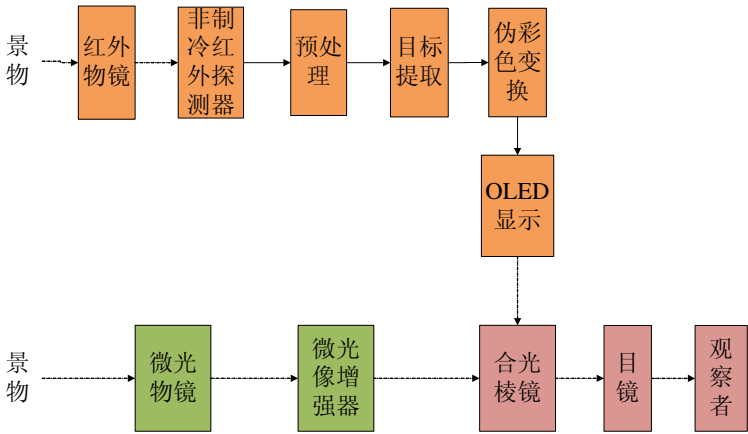 景
物
红外
物镜
非制
冷红
外探
测器
预处
理
目标
提取
伪彩
色变
换
OLED
显示
景
物
微光
物镜
微光
像增
强器
合光
棱镜
目
镜
观
察
者